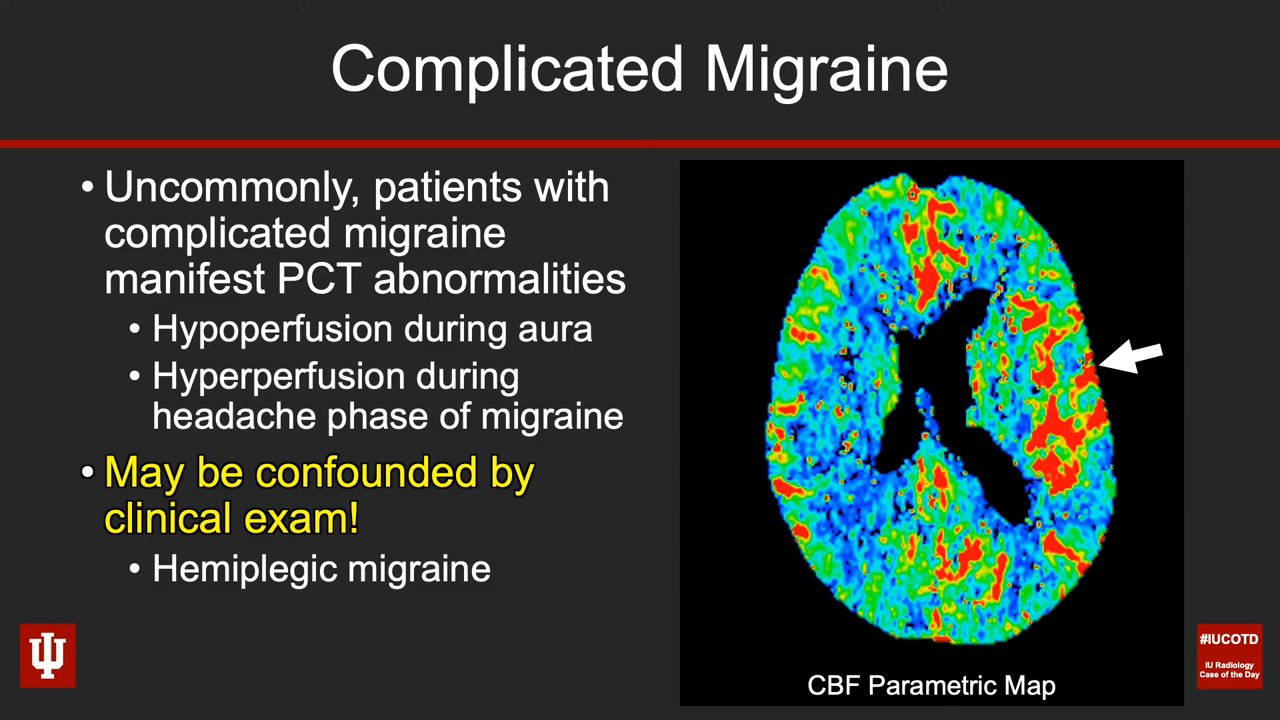 Complicated Migraine
• Uncommonly, patients with
complicated migraine
manifest PCT abnormalities
• Hypoperfusion during aura
• Hyperperfusion during
headache phase of migraine
• May be confounded by
clinical exam!
• Hemiplegic migraine
CBF Parametric Map
#IUCOTD
IU Radiology
Case of the Day